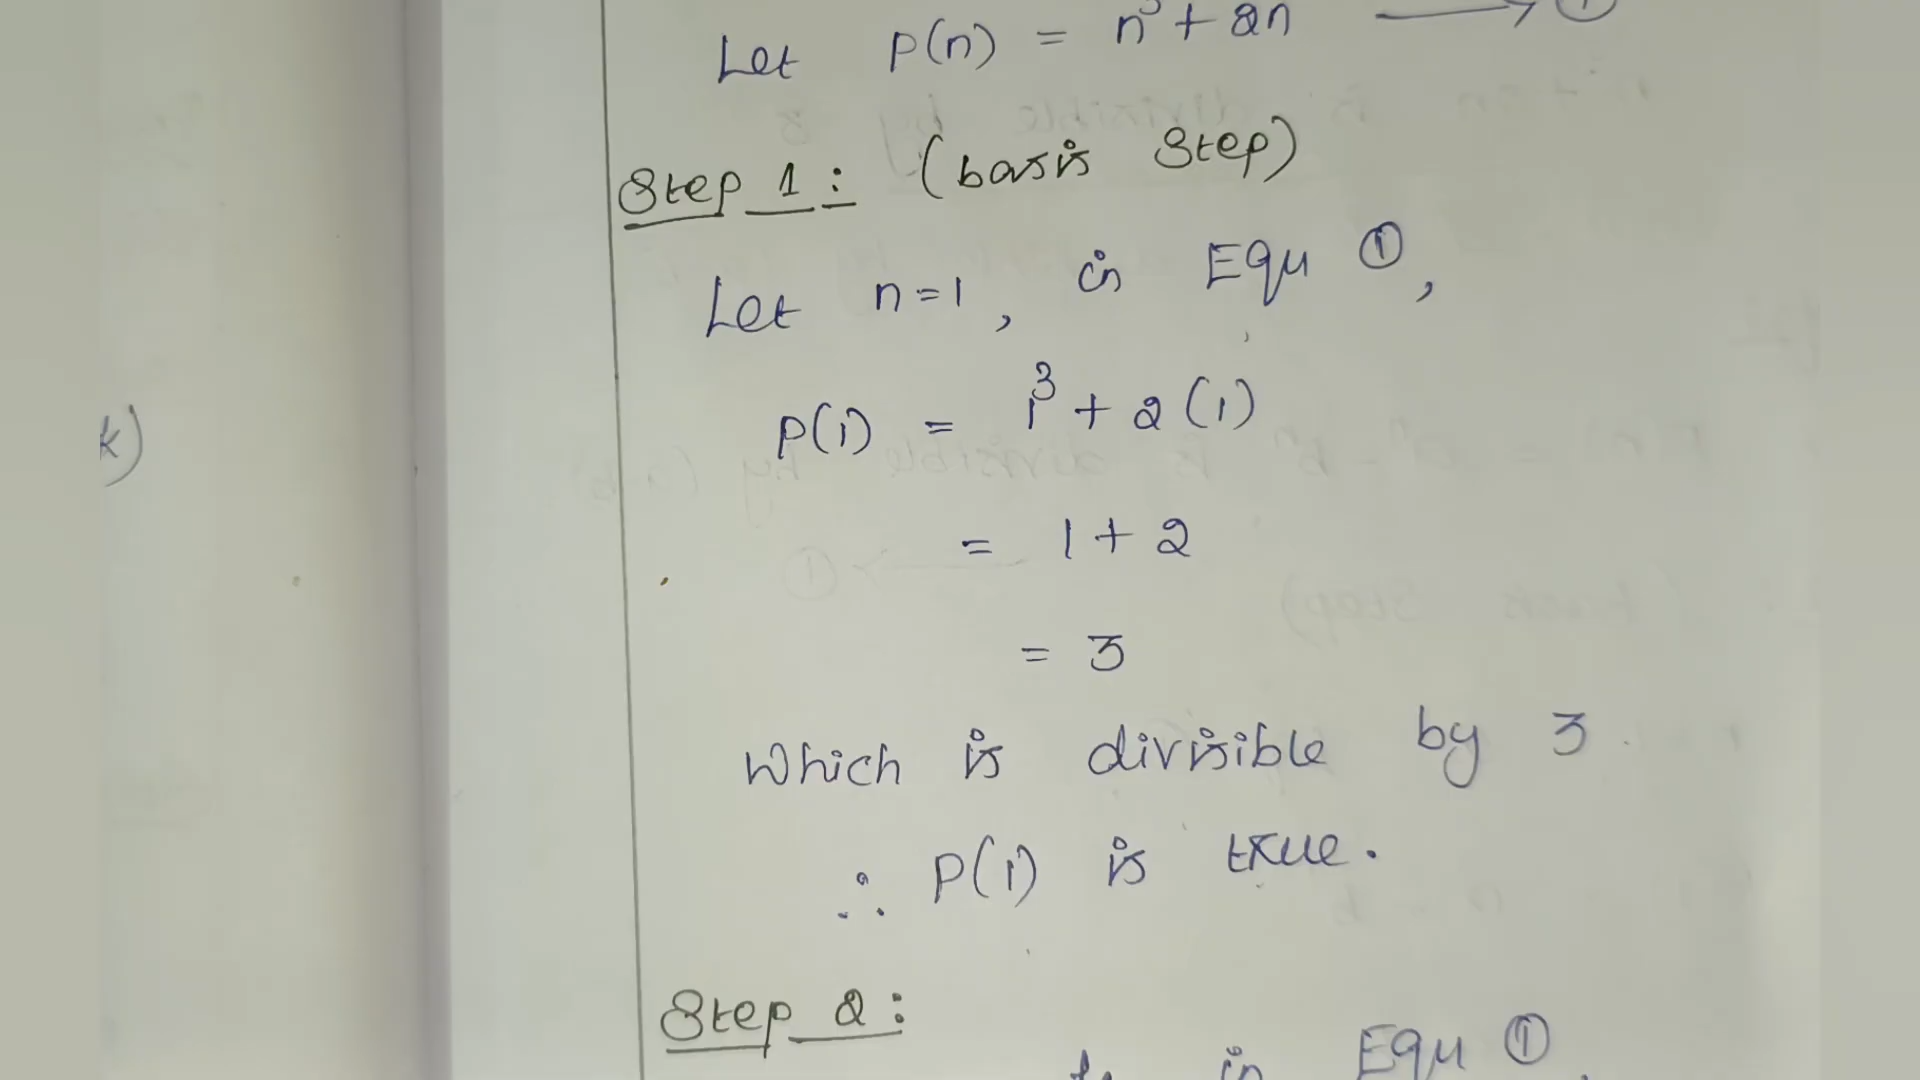 Let P(n) = n³ + 2n → ①
Step 1: (basis Step)
Let n=1, in Equ ①,
P(1) = 1³ + 2(1)
= 1 + 2
= 3
Which is divisible by 3.
∴ P(1) is true.
Step 2:
in Equ ①,
k)